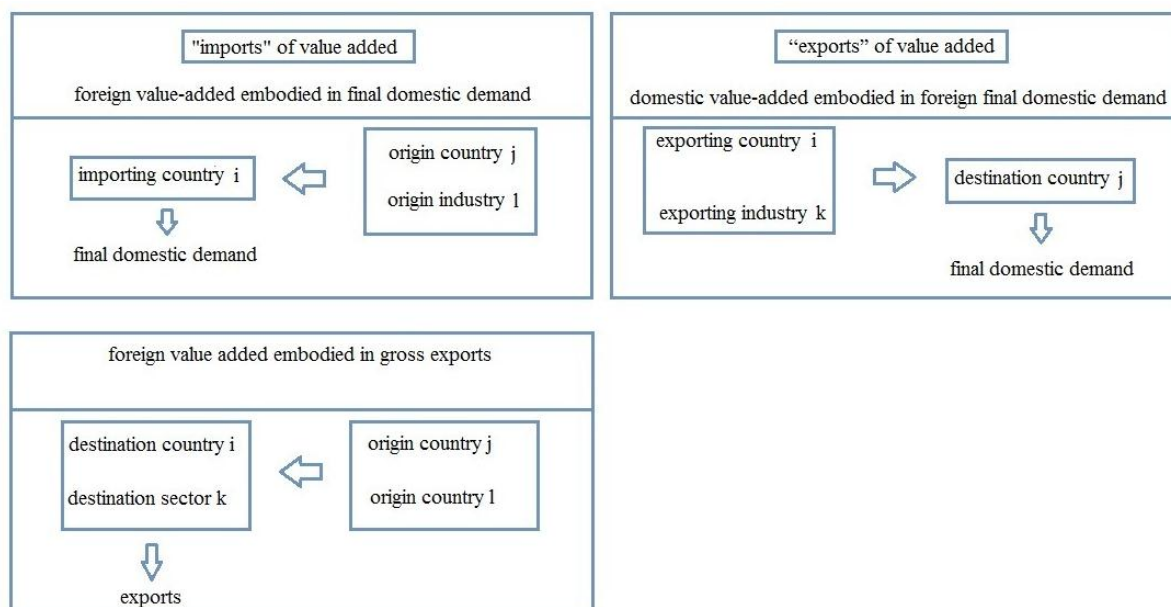 "imports" of value added
foreign value-added embodied in final domestic demand
importing country i
origin country j
origin industry l
final domestic demand
“exports” of value added
domestic value-added embodied in foreign final domestic demand
exporting country i
exporting industry k
destination country j
final domestic demand
foreign value added embodied in gross exports
destination country i
destination sector k
origin country j
origin country l
exports